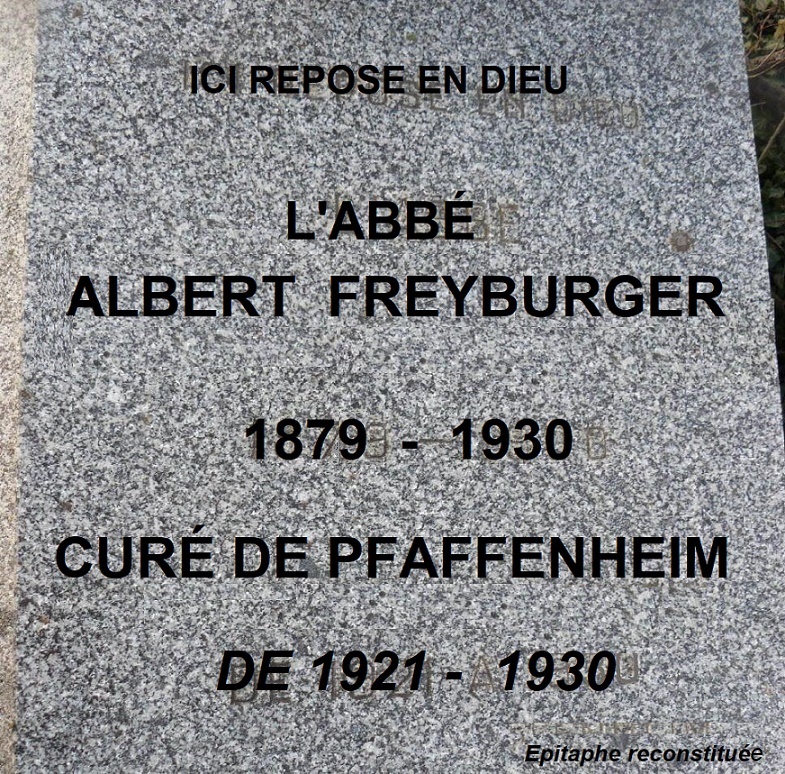 ICI REPOSE EN DIEU
L'ABBÉ
ALBERT FREYBURGER
1879 - 1930
CURÉ DE PFAFFENHEIM
DE 1921 - 1930
Epitaphe reconstituée